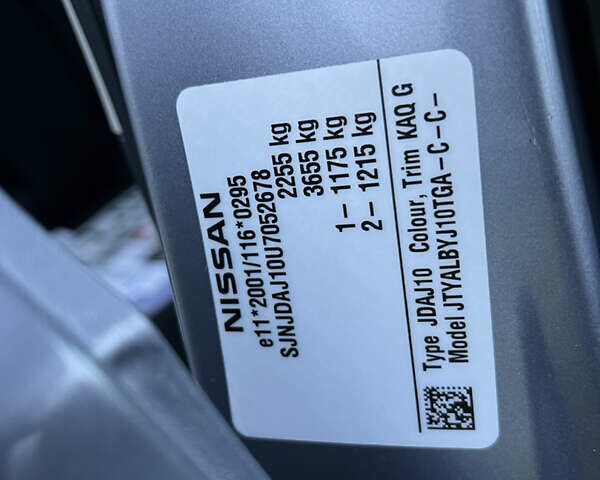 NISSAN
e11*2001/116*0295
SJNJDAJ10U7052678
2255 kg
3655 kg
1- 1175 kg
2- 1215 kg
Type JDAJ10 Colour, Trim KAQ G
Model JTYALBYJ10TGA-C-C-